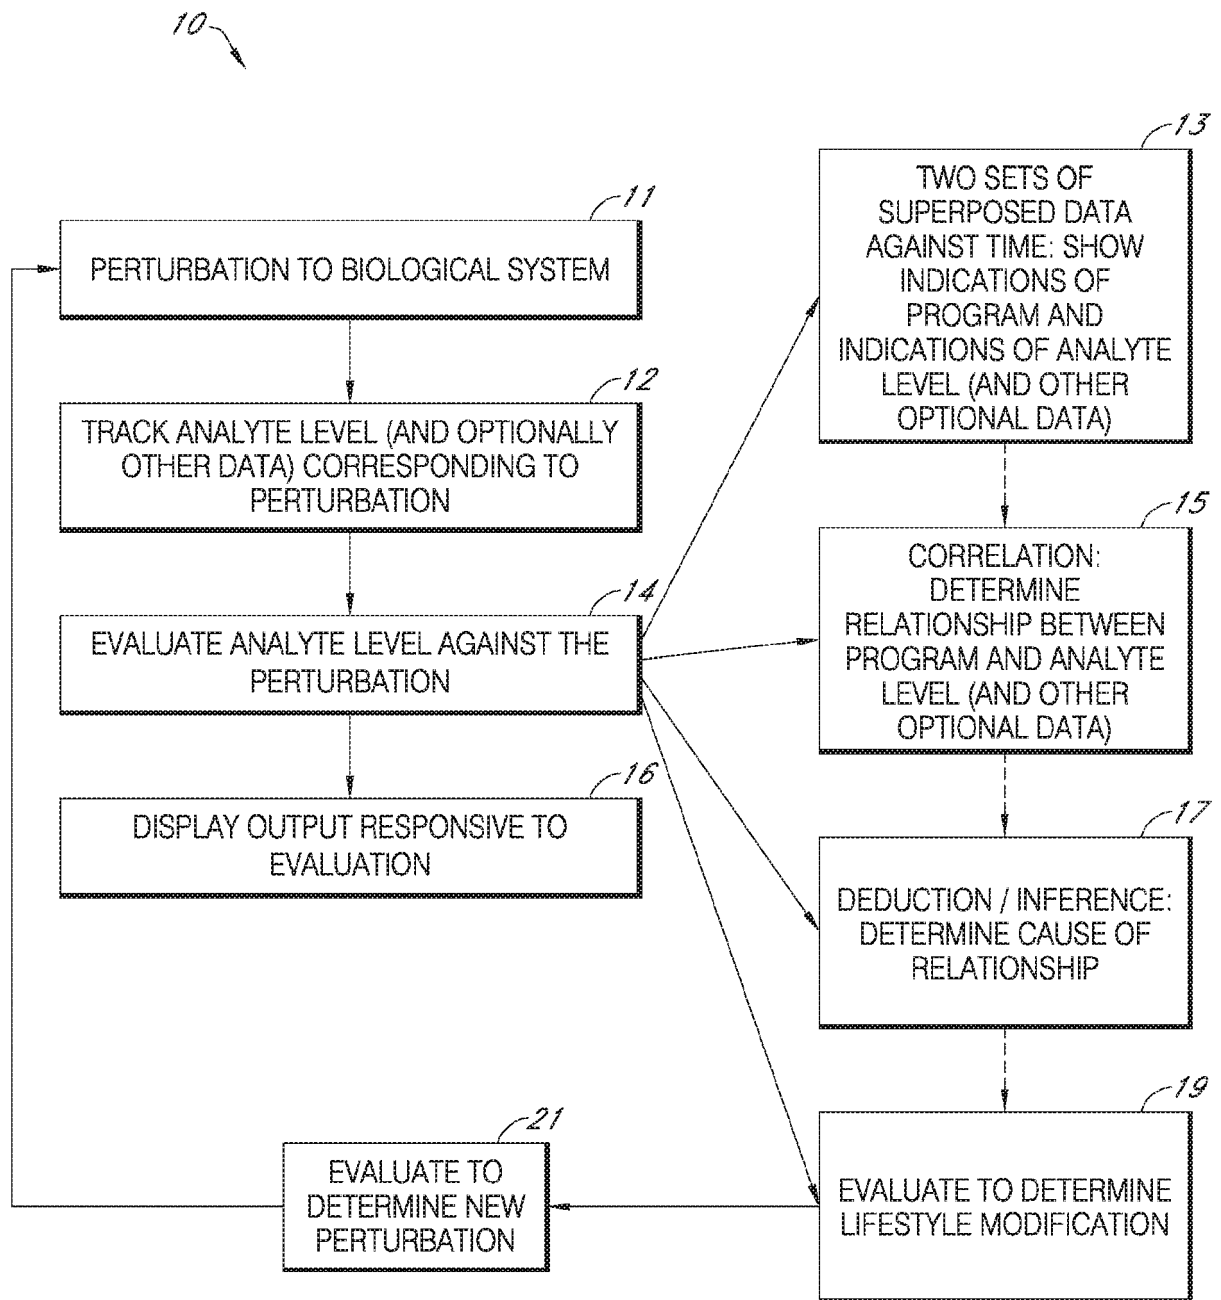 10
11
PERTURBATION TO BIOLOGICAL SYSTEM
12
TRACK ANALYTE LEVEL (AND OPTIONALLY
OTHER DATA) CORRESPONDING TO
PERTURBATION
14
EVALUATE ANALYTE LEVEL AGAINST THE
PERTURBATION
16
DISPLAY OUTPUT RESPONSIVE TO
EVALUATION
13
TWO SETS OF
SUPERPOSED DATA
AGAINST TIME: SHOW
INDICATIONS OF
PROGRAM AND
INDICATIONS OF ANALYTE
LEVEL (AND OTHER
OPTIONAL DATA)
15
CORRELATION:
DETERMINE
RELATIONSHIP BETWEEN
PROGRAM AND ANALYTE
LEVEL (AND OTHER
OPTIONAL DATA)
17
DEDUCTION / INFERENCE:
DETERMINE CAUSE OF
RELATIONSHIP
19
EVALUATE TO DETERMINE
LIFESTYLE MODIFICATION
21
EVALUATE TO
DETERMINE NEW
PERTURBATION